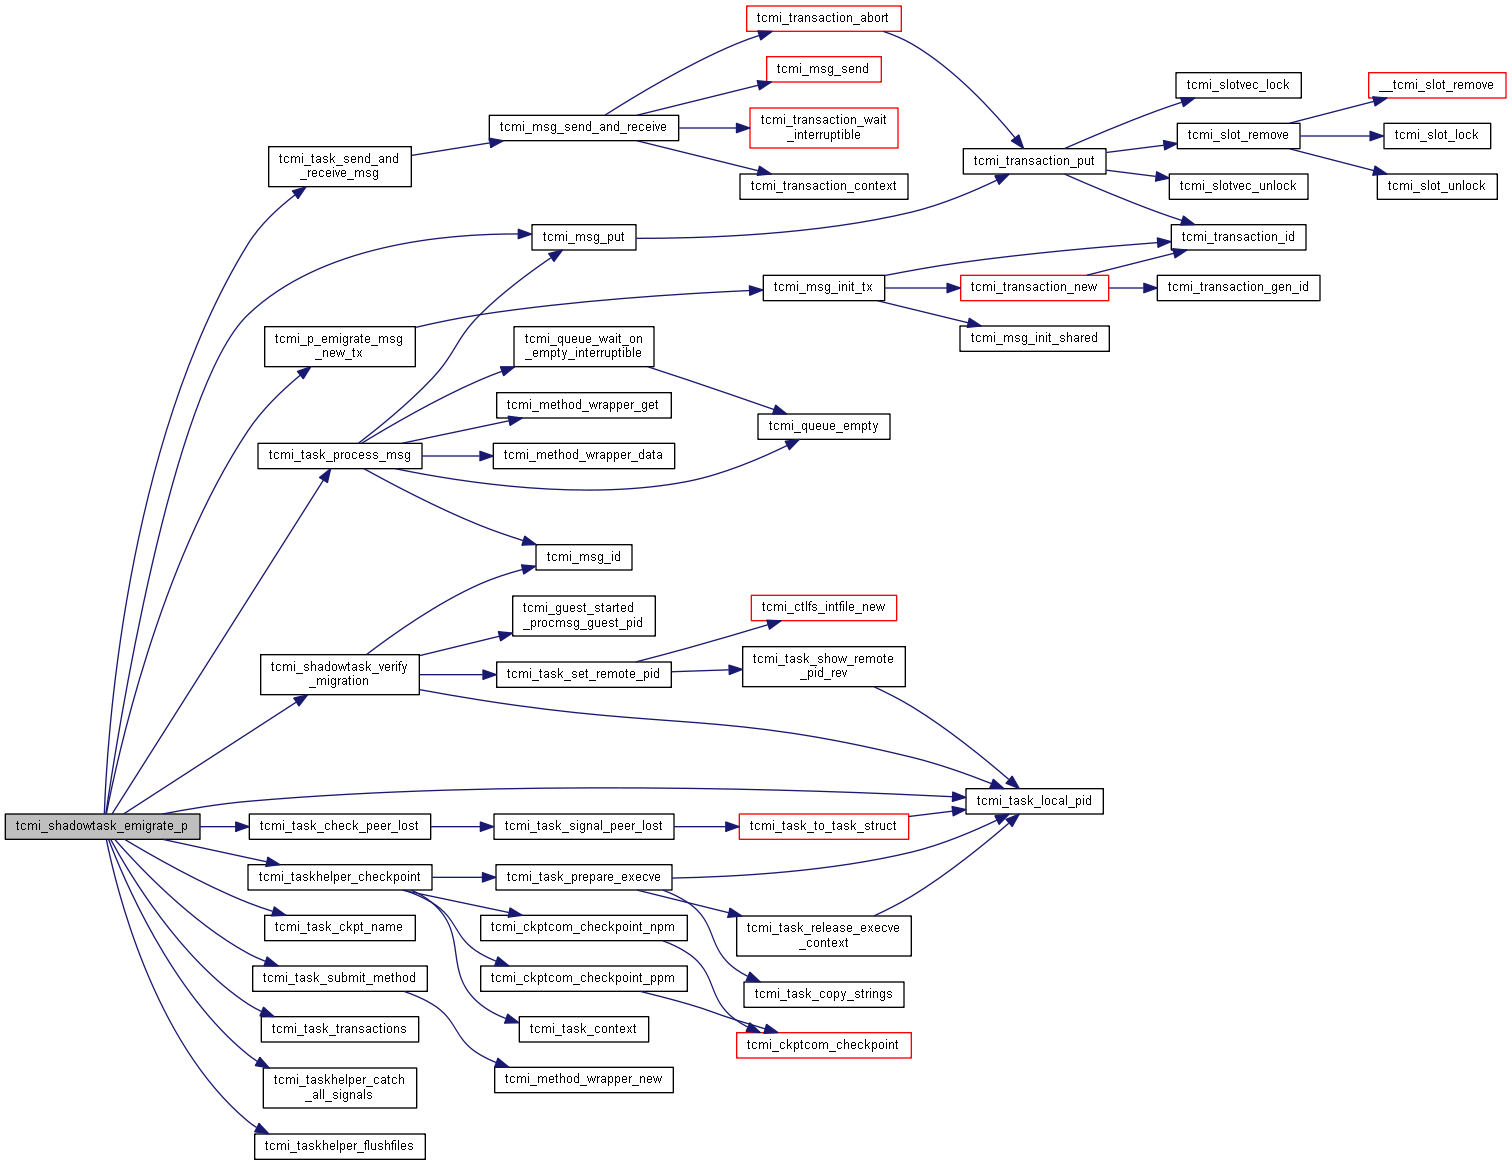 tcmi_transaction_abort
tcmi_msg_send
tcmi_slotvec_lock
__tcmi_slot_remove
tcmi_transaction_wait
_interruptible
tcmi_msg_send_and_receive
tcmi_slot_remove
tcmi_slot_lock
tcmi_task_send_and
_receive_msg
tcmi_transaction_put
tcmi_transaction_context
tcmi_slotvec_unlock
tcmi_slot_unlock
tcmi_msg_put
tcmi_transaction_id
tcmi_msg_init_tx
tcmi_transaction_new
tcmi_transaction_gen_id
tcmi_p_emigrate_msg
_new_tx
tcmi_queue_wait_on
_empty_interruptible
tcmi_msg_init_shared
tcmi_method_wrapper_get
tcmi_queue_empty
tcmi_task_process_msg
tcmi_method_wrapper_data
tcmi_msg_id
tcmi_guest_started
_procmsg_guest_pid
tcmi_ctlfs_intfile_new
tcmi_shadowtask_verify
_migration
tcmi_task_set_remote_pid
tcmi_task_show_remote
_pid_rev
tcmi_task_local_pid
tcmi_shadowtask_emigrate_p
tcmi_task_check_peer_lost
tcmi_task_signal_peer_lost
tcmi_task_to_task_struct
tcmi_taskhelper_checkpoint
tcmi_task_prepare_execve
tcmi_task_ckpt_name
tcmi_ckptcom_checkpoint_npm
tcmi_task_release_execve
_context
tcmi_task_submit_method
tcmi_ckptcom_checkpoint_ppm
tcmi_task_copy_strings
tcmi_task_transactions
tcmi_task_context
tcmi_ckptcom_checkpoint
tcmi_taskhelper_catch
_all_signals
tcmi_method_wrapper_new
tcmi_taskhelper_flushfiles